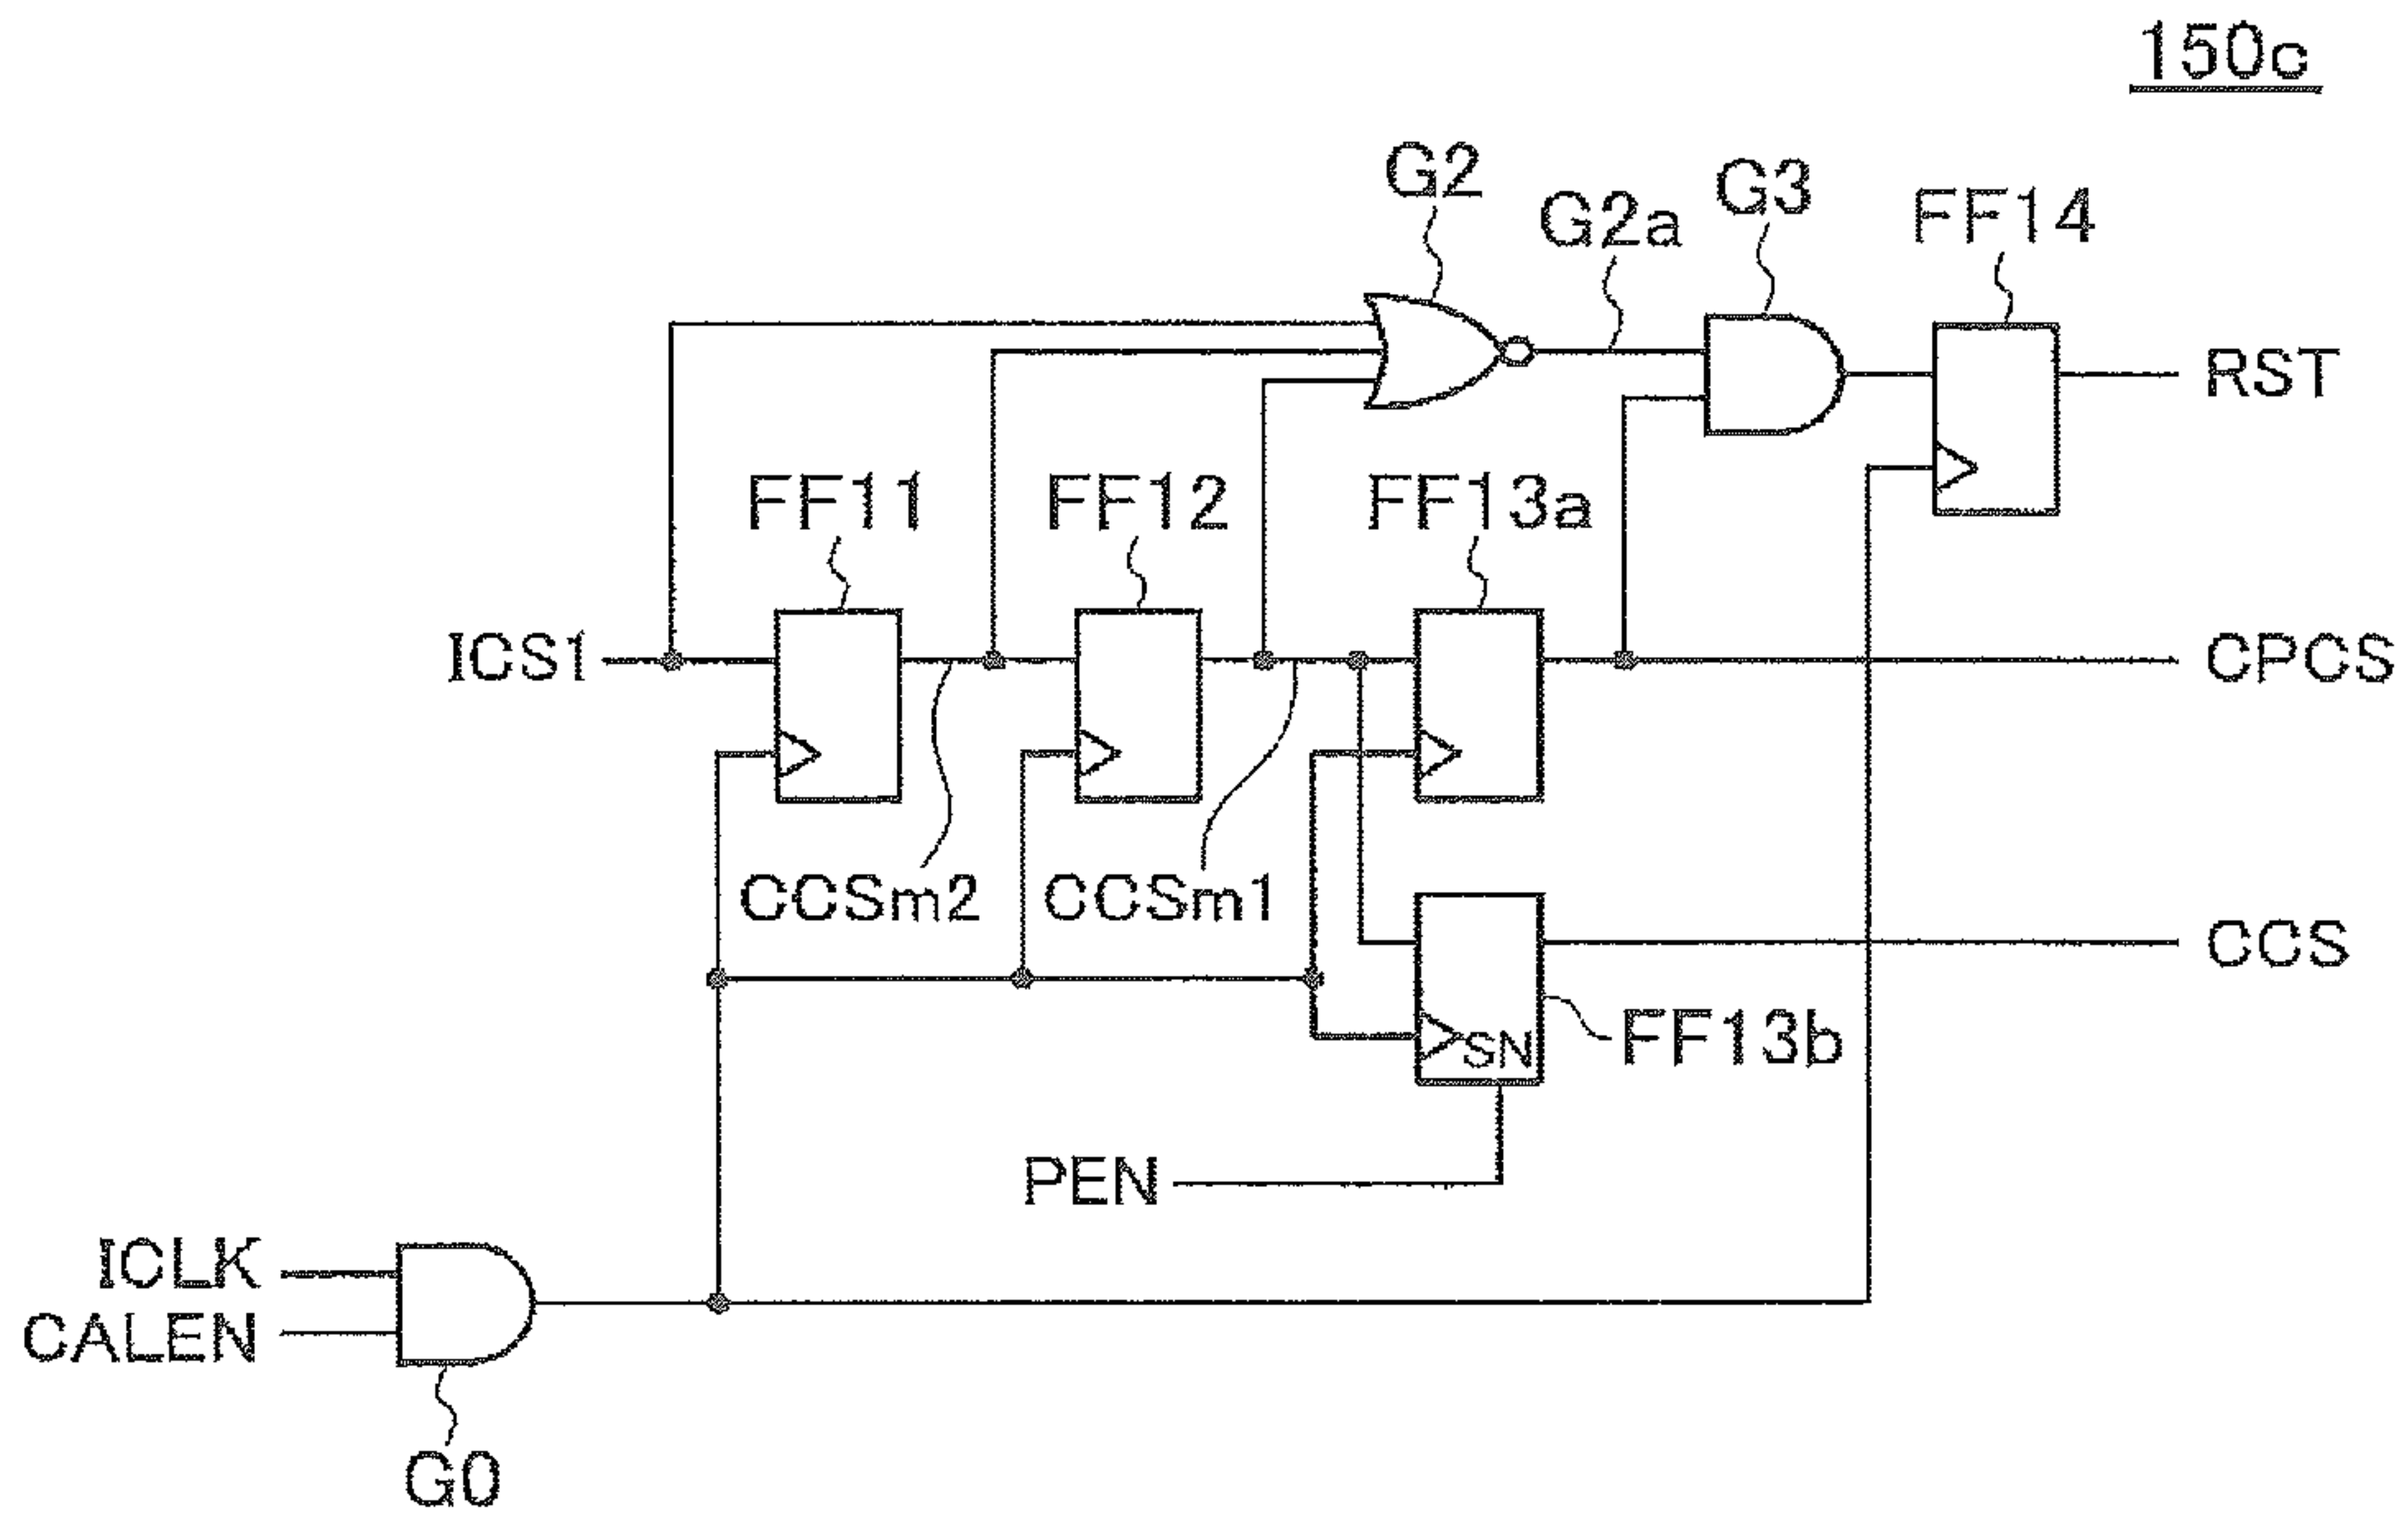 150c
G2
G2a
G3
FF14
RST
FF11
FF12
FF13a
ICS1
CPCS
CCSm2
CCSm1
CCS
SN
FF13b
PEN
ICLK
CALEN
G0